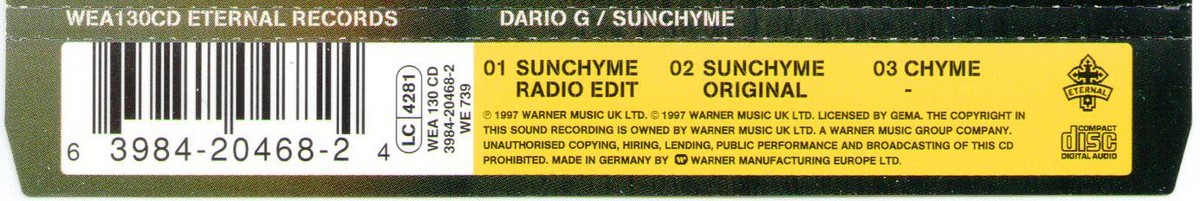 WEA130CD ETERNAL RECORDS
DARIO G / SUNCHYME
6 3984-20468-2 4
LC 4281
WEA 130 CD
3984-20468-2
WE 739
01 SUNCHYME
RADIO EDIT
02 SUNCHYME
ORIGINAL
03 CHYME
-
℗ 1997 WARNER MUSIC UK LTD. © 1997 WARNER MUSIC UK LTD. LICENSED BY GEMA. THE COPYRIGHT IN
THIS SOUND RECORDING IS OWNED BY WARNER MUSIC UK LTD. A WARNER MUSIC GROUP COMPANY.
UNAUTHORISED COPYING, HIRING, LENDING, PUBLIC PERFORMANCE AND BROADCASTING OF THIS CD
PROHIBITED. MADE IN GERMANY BY WARNER MANUFACTURING EUROPE LTD.
ETERNAL
COMPACT
disc
DIGITAL AUDIO